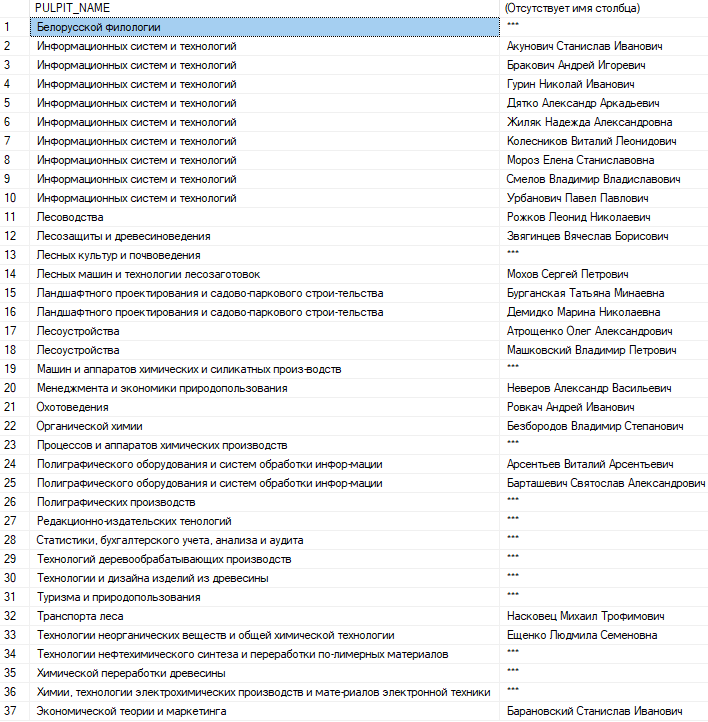 PULPIT_NAME (Отсутствует имя столбца)
1 Белорусской филологии ***
2 Информационных систем и технологий Акунович Станислав Иванович
3 Информационных систем и технологий Бракович Андрей Игоревич
4 Информационных систем и технологий Гурин Николай Иванович
5 Информационных систем и технологий Дятко Александр Аркадьевич
6 Информационных систем и технологий Жиляк Надежда Александровна
7 Информационных систем и технологий Колесников Виталий Леонидович
8 Информационных систем и технологий Мороз Елена Станиславовна
9 Информационных систем и технологий Смелов Владимир Владиславович
10 Информационных систем и технологий Урбанович Павел Павлович
11 Лесоводства Рожков Леонид Николаевич
12 Лесозащиты и древесиноведения Звягинцев Вячеслав Борисович
13 Лесных культур и почвоведения ***
14 Лесных машин и технологии лесозаготовок Мохов Сергей Петрович
15 Ландшафтного проектирования и садово-паркового строи-тельства Бурганская Татьяна Минаевна
16 Ландшафтного проектирования и садово-паркового строи-тельства Демидко Марина Николаевна
17 Лесоустройства Атрощенко Олег Александрович
18 Лесоустройства Машковский Владимир Петрович
19 Машин и аппаратов химических и силикатных произ-водств ***
20 Менеджмента и экономики природопользования Неверов Александр Васильевич
21 Охотоведения Ровкач Андрей Иванович
22 Органической химии Безбородов Владимир Степанович
23 Процессов и аппаратов химических производств ***
24 Полиграфического оборудования и систем обработки инфор-мации Арсентьев Виталий Арсентьевич
25 Полиграфического оборудования и систем обработки инфор-мации Барташевич Святослав Александрович
26 Полиграфических производств ***
27 Редакционно-издательских тенологий ***
28 Статистики, бухгалтерского учета, анализа и аудита ***
29 Технологий деревообрабатывающих производств ***
30 Технологии и дизайна изделий из древесины ***
31 Туризма и природопользования ***
32 Транспорта леса Насковец Михаил Трофимович
33 Технологии неорганических веществ и общей химической технологии Ещенко Людмила Семеновна
34 Технологии нефтехимического синтеза и переработки по-лимерных материалов ***
35 Химической переработки древесины ***
36 Химии, технологии электрохимических производств и мате-риалов электронной техники ***
37 Экономической теории и маркетинга Барановский Станислав Иванович